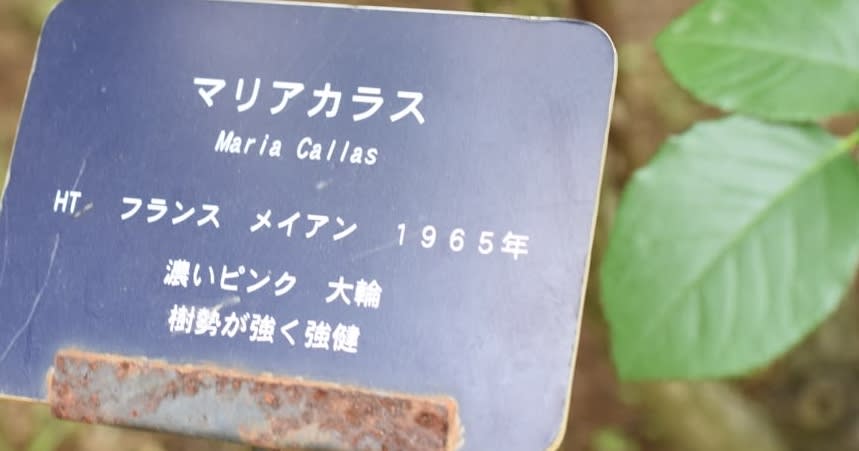 マリアカラス
Maria Callas
HT　フランス　メイアン　１９６５年
濃いピンク　大輪
樹勢が強く強健